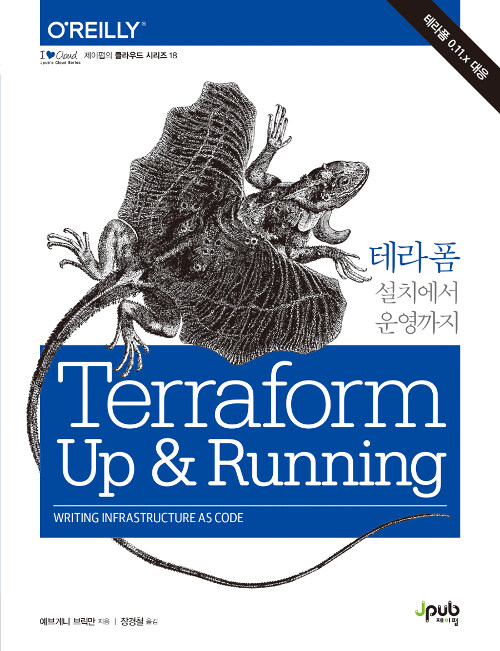 O'REILLY®
테라폼 0.11.x 대응
I ♥ Cloud 제이펍의 클라우드 시리즈 18
Jpub's Cloud Series
테라폼
설치에서
운영까지
Terraform
Up & Running
WRITING INFRASTRUCTURE AS CODE
Jpub
제이펍
예브게니 브릭만 지음 | 장경철 옮김